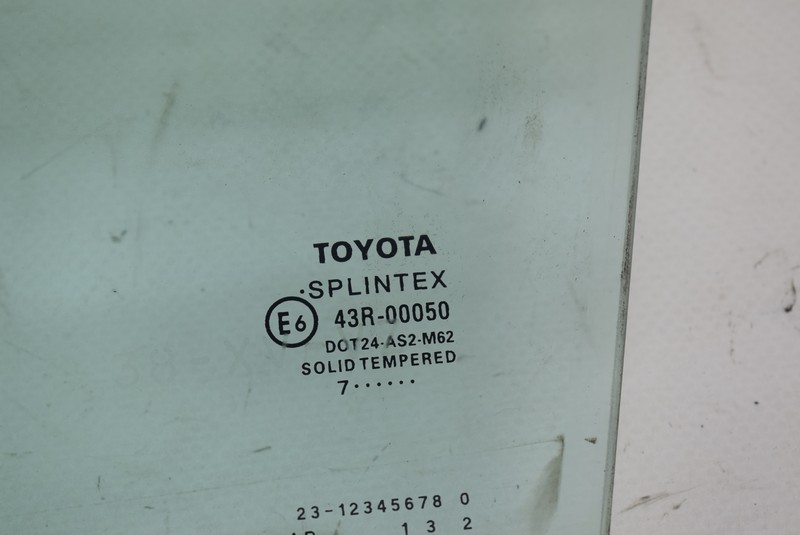 TOYOTA
·SPLINTEX
E6 43R-00050
DOT24-AS2-M62
SOLID TEMPERED
7······
23-12345678 0
1 3 2